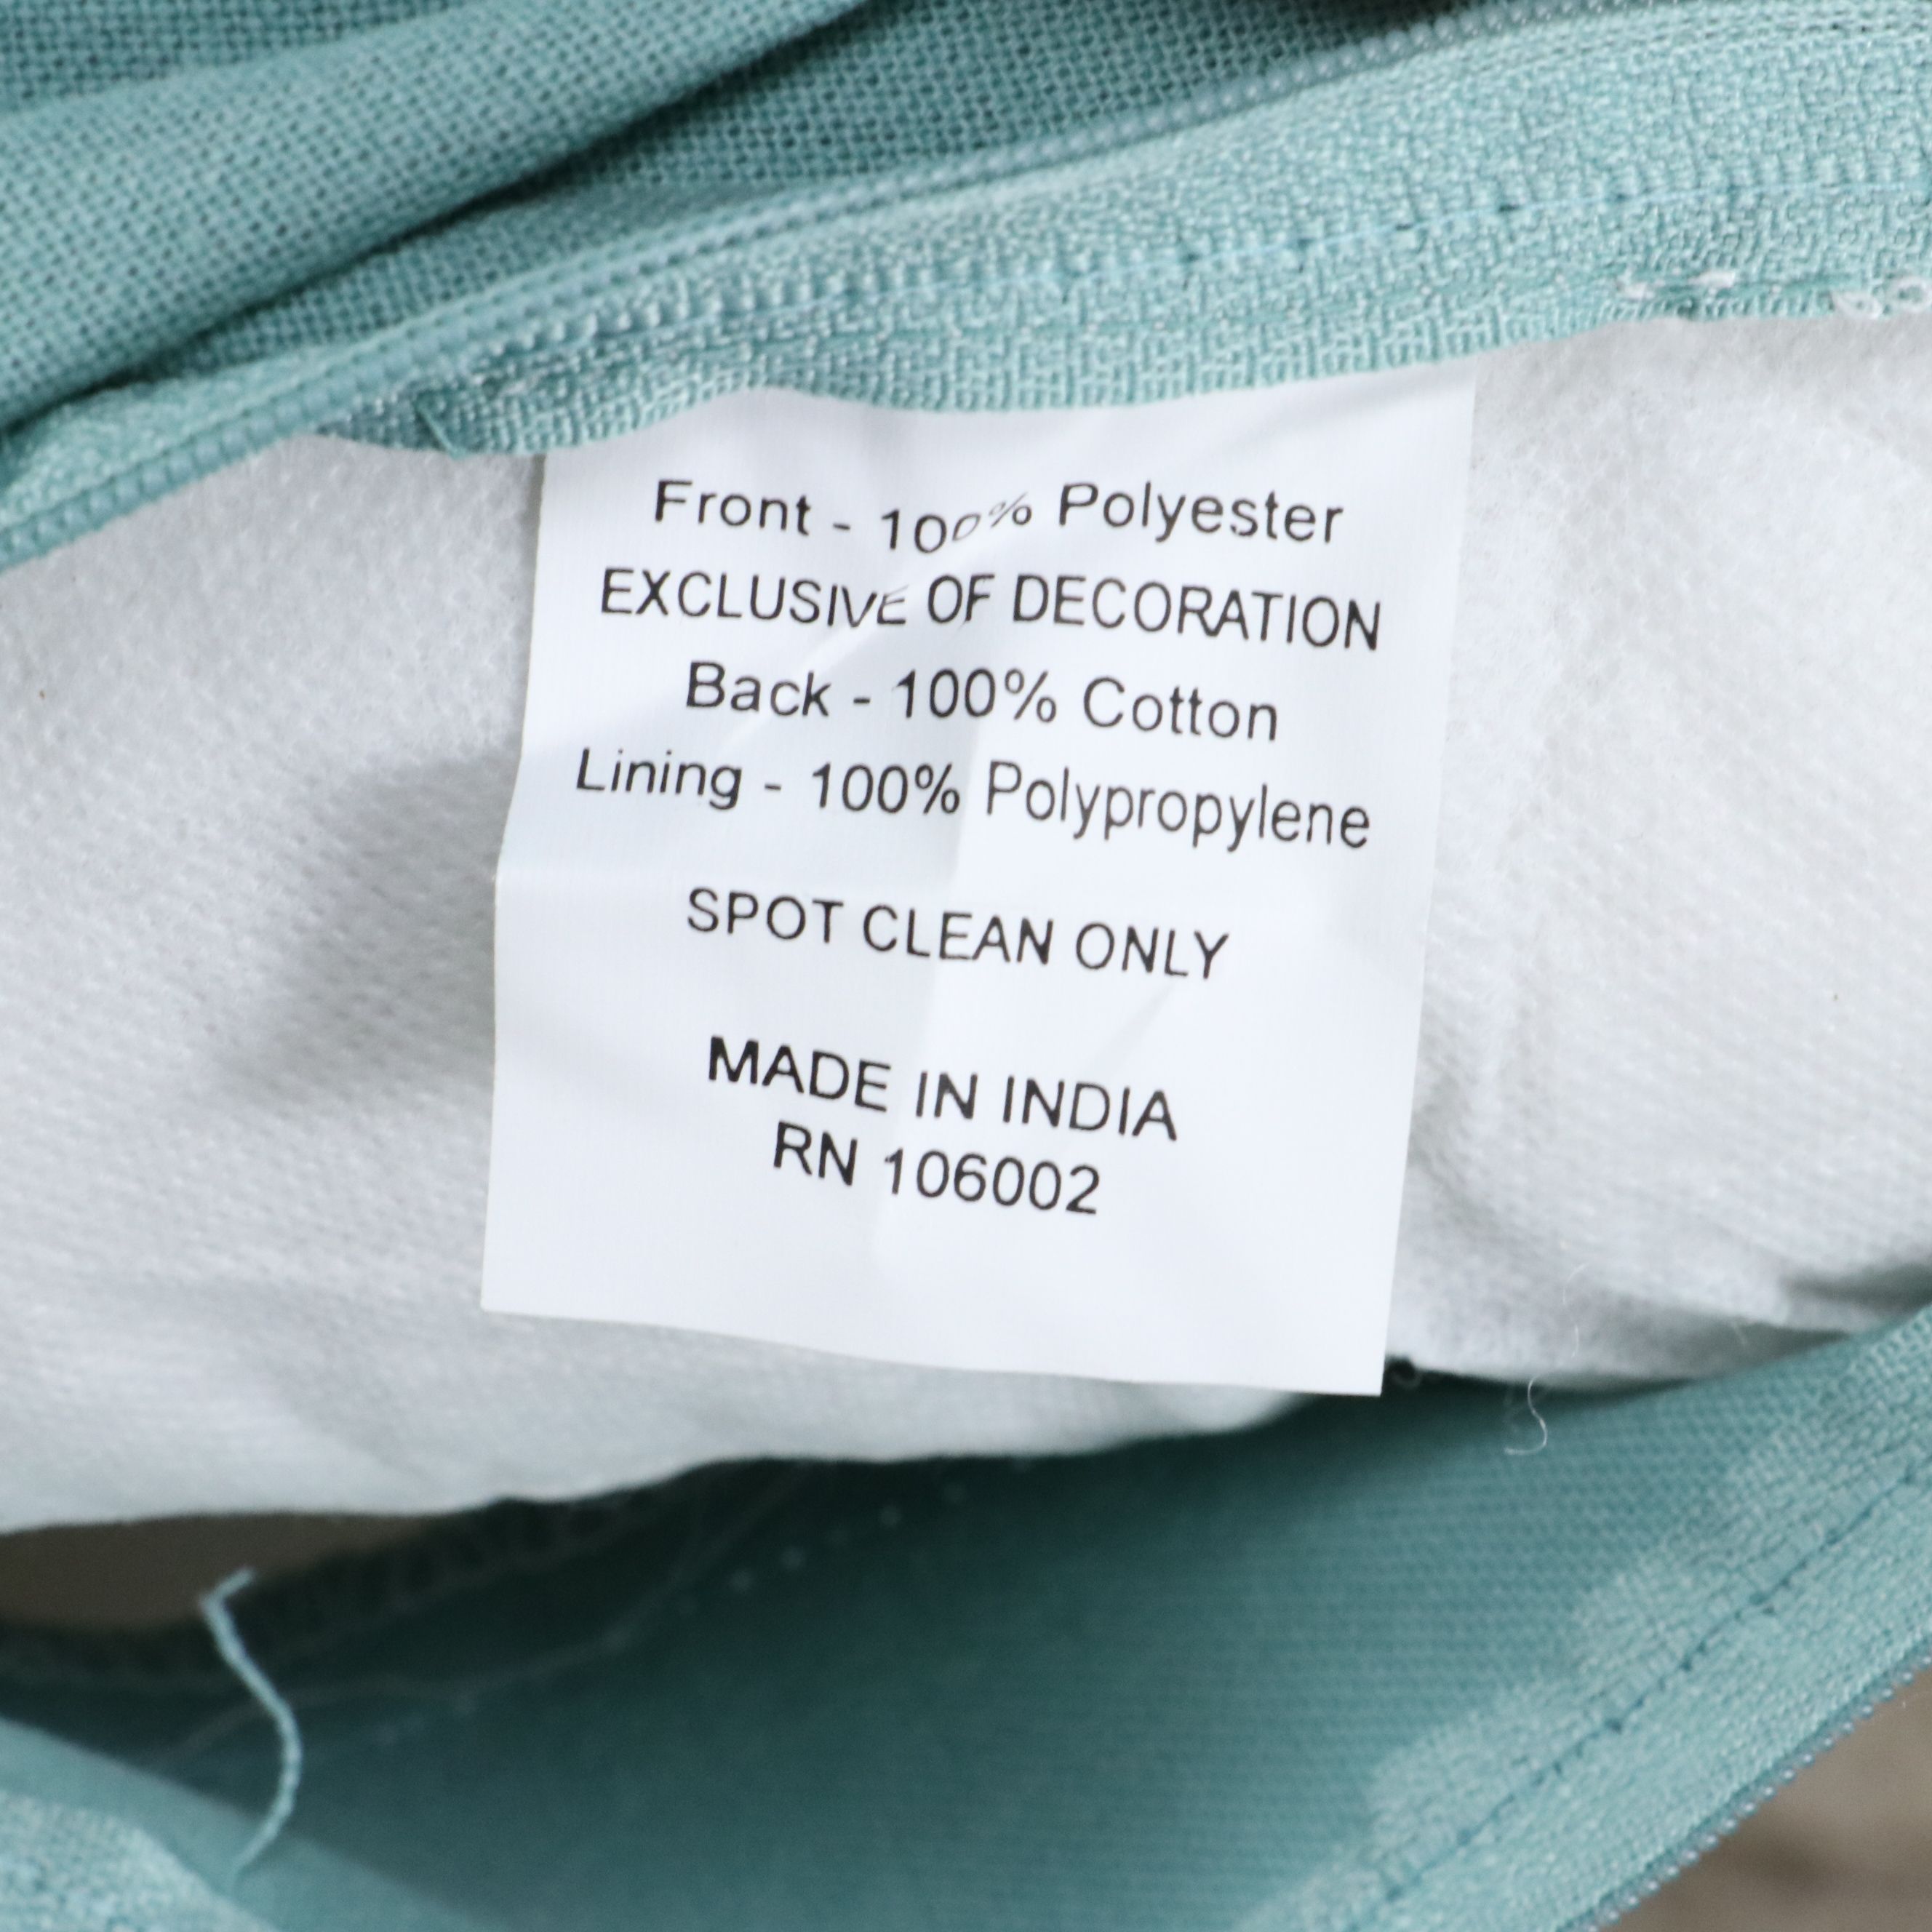 Front - 100% Polyester
EXCLUSIVE OF DECORATION
Back - 100% Cotton
Lining - 100% Polypropylene
SPOT CLEAN ONLY
MADE IN INDIA
RN 106002